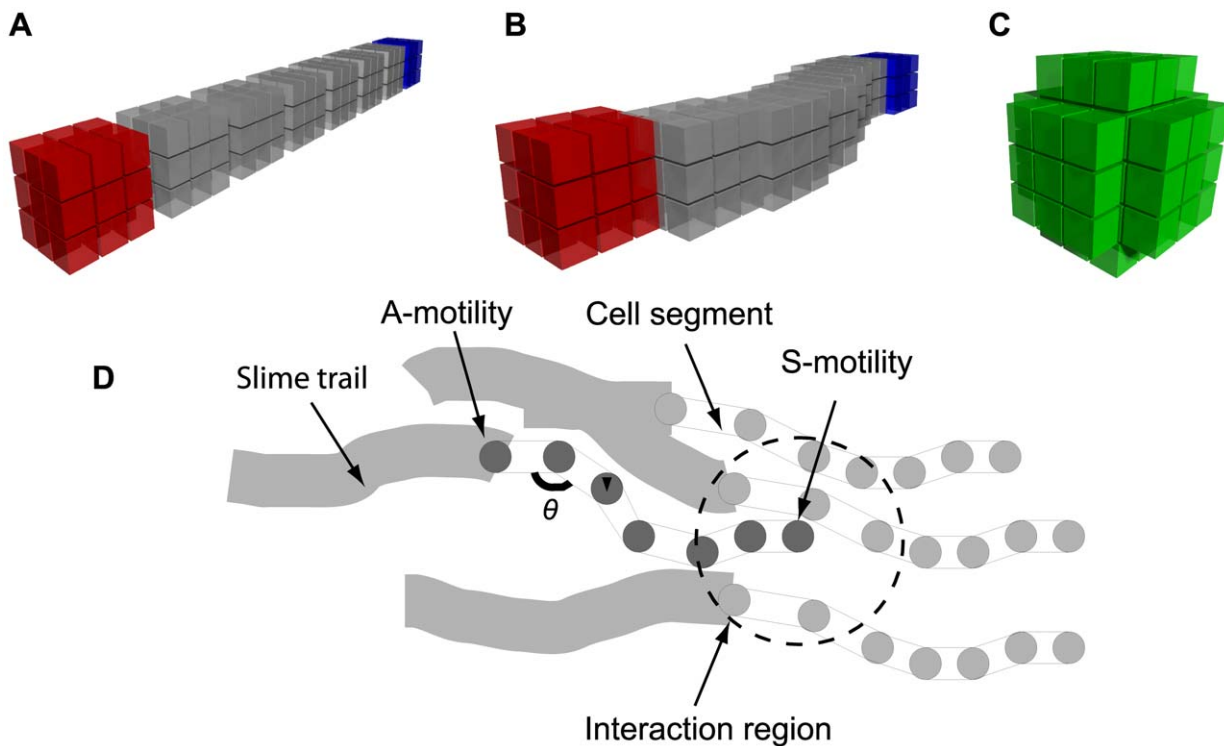 A
B
C
D
A-motility
Cell segment
S-motility
Slime trail
θ
Interaction region